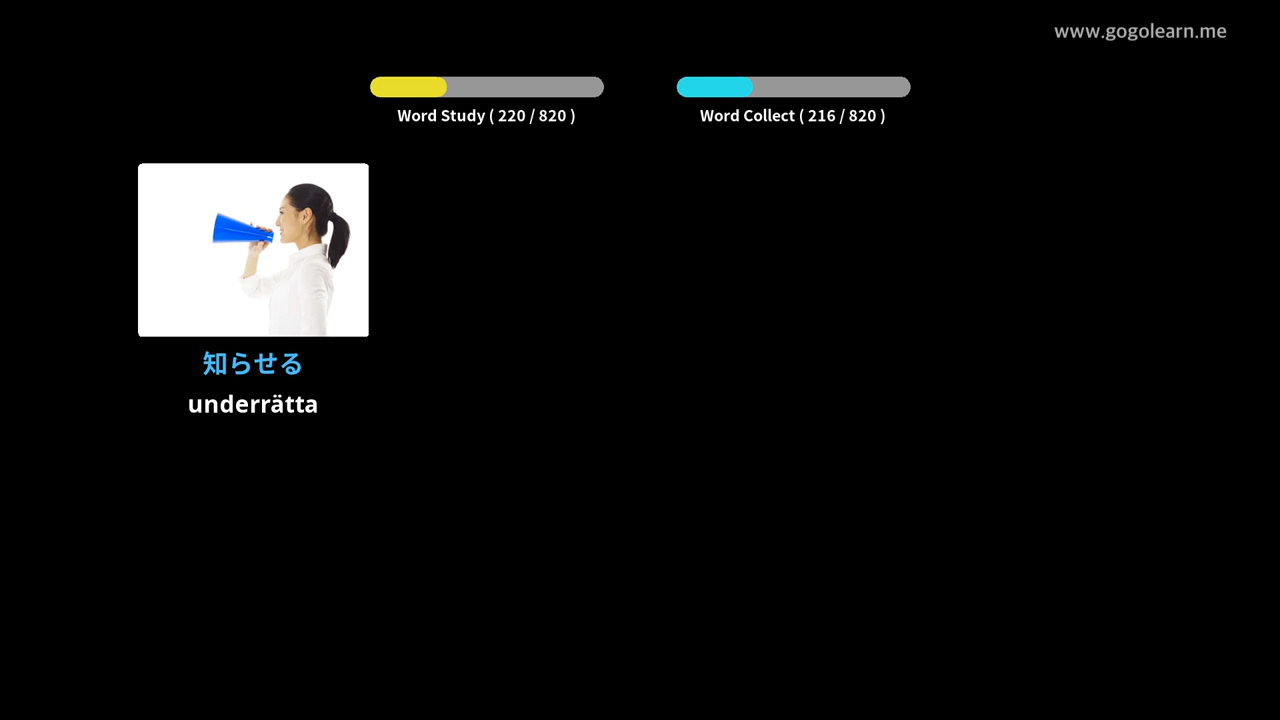 www.gogolearn.me
Word Study ( 220 / 820 )
Word Collect ( 216 / 820 )
知らせる
underrätta